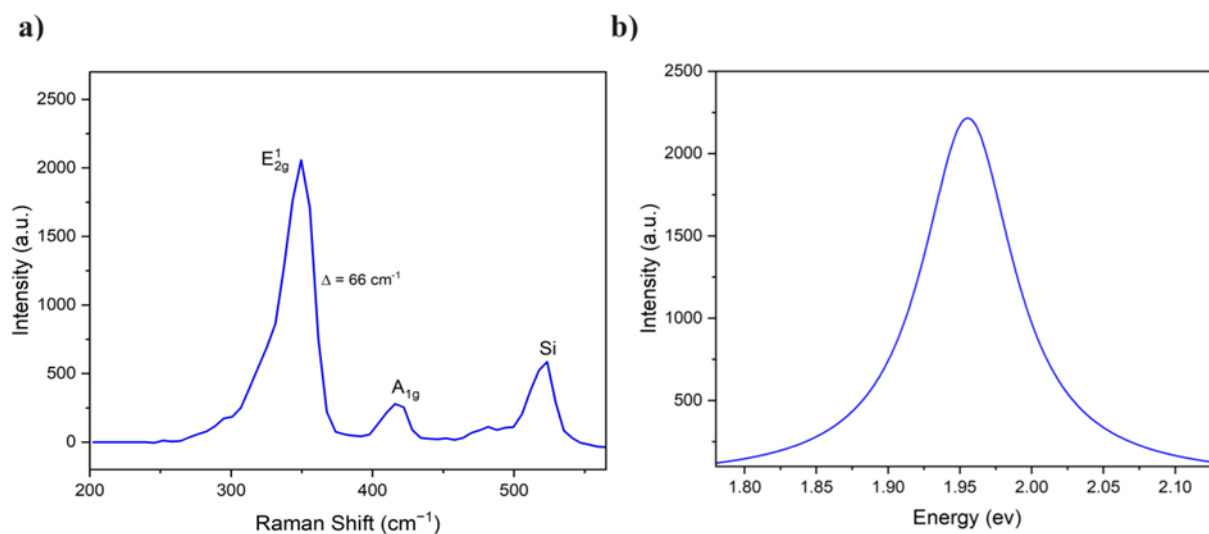 a)
2500
2000
1500
1000
500
0
200
300
400
500
Intensity (a.u.)
Raman Shift (cm⁻¹)
E¹₂g
Δ = 66 cm⁻¹
A₁g
Si
b)
2500
2000
1500
1000
500
1.80
1.85
1.90
1.95
2.00
2.05
2.10
Intensity (a.u.)
Energy (ev)